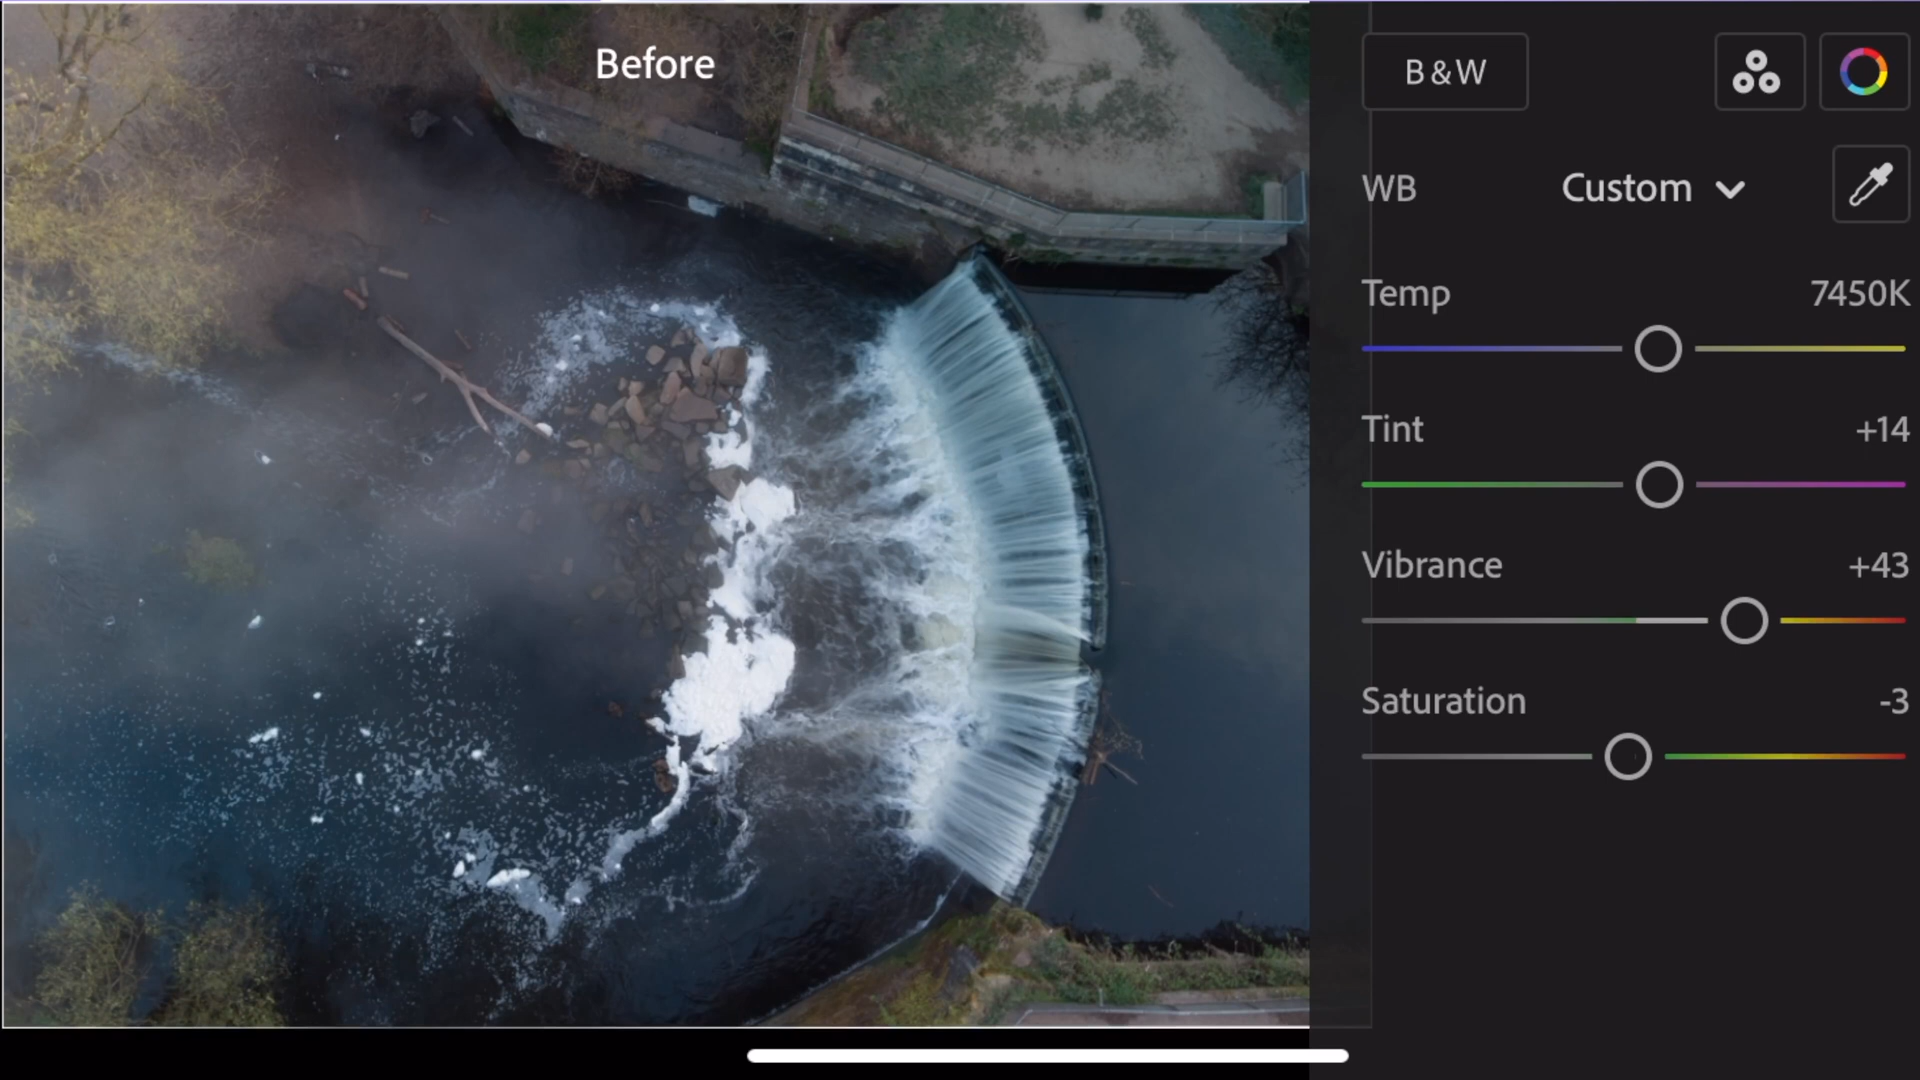 Before
B&W
WB Custom
Temp 7450K
Tint +14
Vibrance +43
Saturation -3